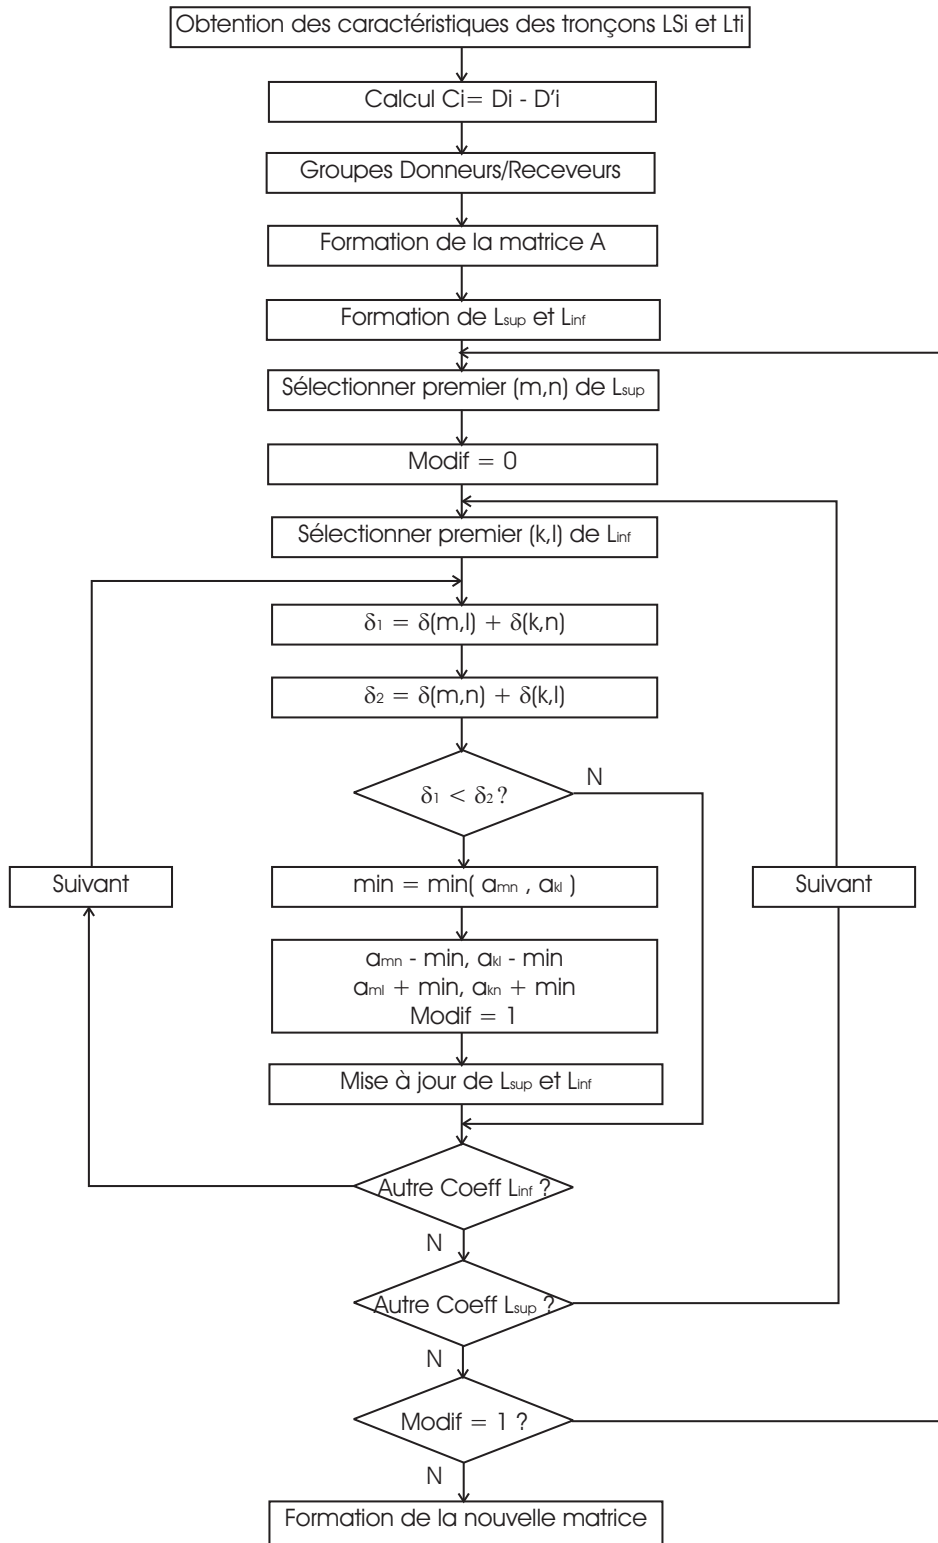 Obtention des caractéristiques des tronçons LSi et Lti
Calcul Ci= Di - D'i
Groupes Donneurs/Receveurs
Formation de la matrice A
Formation de Lsup et Linf
Sélectionner premier (m,n) de Lsup
Modif = 0
Sélectionner premier (k,l) de Linf
δ1 = δ(m,l) + δ(k,n)
δ2 = δ(m,n) + δ(k,l)
δ1 < δ2 ?
N
Suivant
min = min( amn , akl )
Suivant
amn - min, akl - min
aml + min, akn + min
Modif = 1
Mise à jour de Lsup et Linf
Autre Coeff Linf ?
N
Autre Coeff Lsup ?
N
Modif = 1 ?
N
Formation de la nouvelle matrice